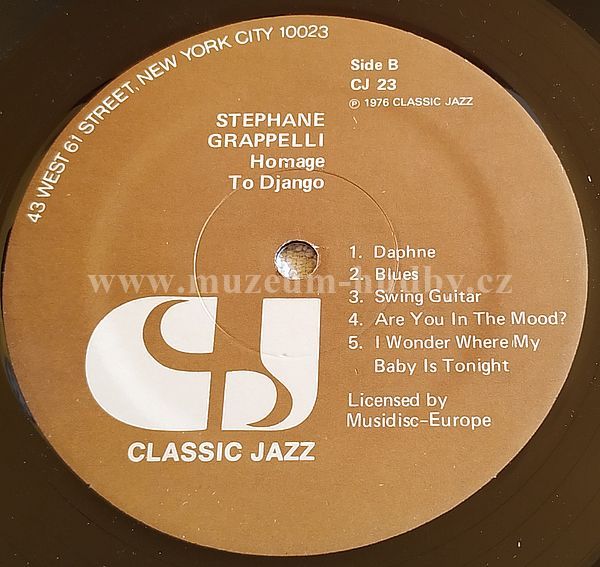 43 WEST 61 STREET, NEW YORK CITY 10023
Side B
CJ 23
℗ 1976 CLASSIC JAZZ
STEPHANE
GRAPPELLI
Homage
To Django
1. Daphne
2. Blues
3. Swing Guitar
4. Are You In The Mood?
5. I Wonder Where My
Baby Is Tonight
Licensed by
Musidisc-Europe
CJ
CLASSIC JAZZ
www.muzeum-hudby.cz